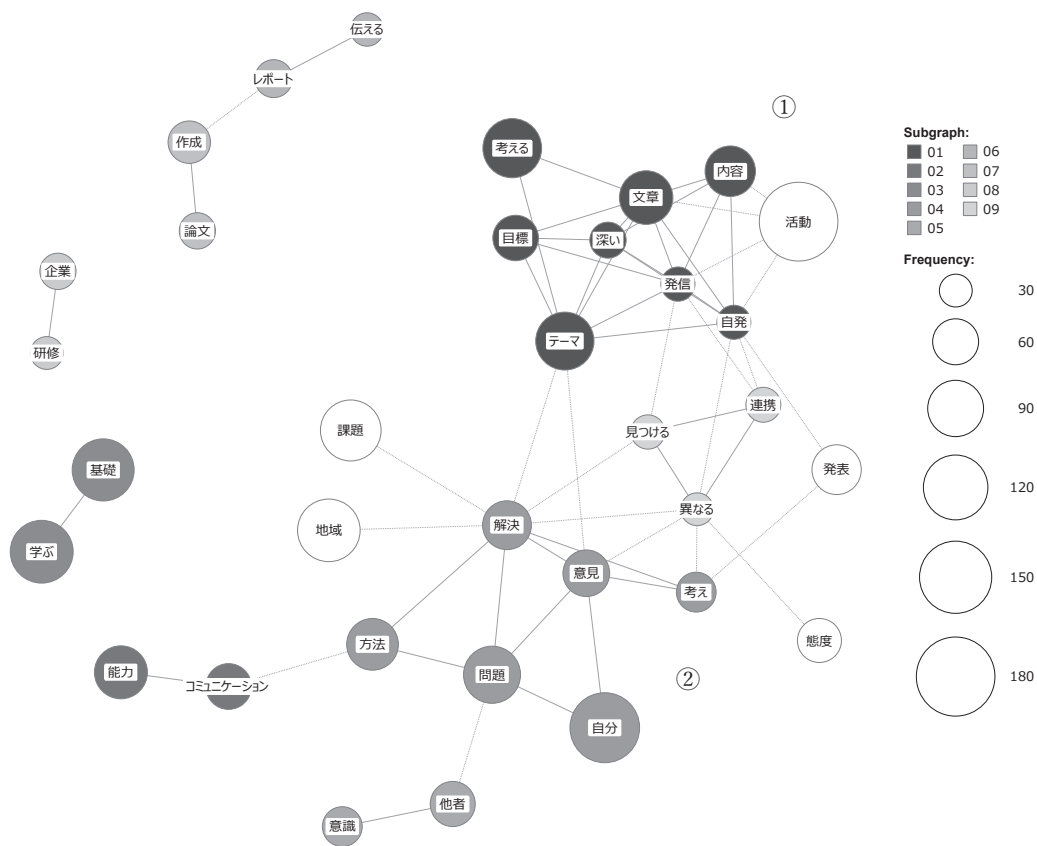 伝える
レポート
作成
論文
企業
研修
①
考える
内容
文章
活動
目標
深い
発信
自発
テーマ
連携
見つける
課題
発表
地域
解決
異なる
基礎
学ぶ
意見
考え
態度
方法
能力
コミュニケーション
問題
②
自分
他者
意識
Subgraph:
01 06
02 07
03 08
04 09
05
Frequency:
30
60
90
120
150
180